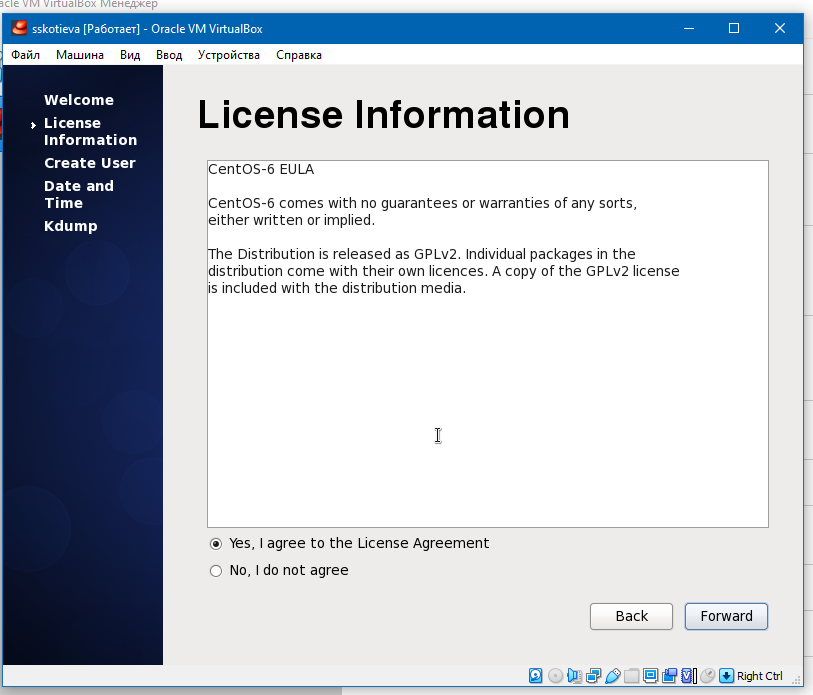 acle VM VirtualBox Менеджер
sskotieva [Работает] - Oracle VM VirtualBox
Файл Машина Вид Ввод Устройства Справка
Welcome
License
Information
Create User
Date and
Time
Kdump
License Information
CentOS-6 EULA
CentOS-6 comes with no guarantees or warranties of any sorts,
either written or implied.
The Distribution is released as GPLv2. Individual packages in the
distribution come with their own licences. A copy of the GPLv2 license
is included with the distribution media.
Yes, I agree to the License Agreement
No, I do not agree
Back Forward
Right Ctrl